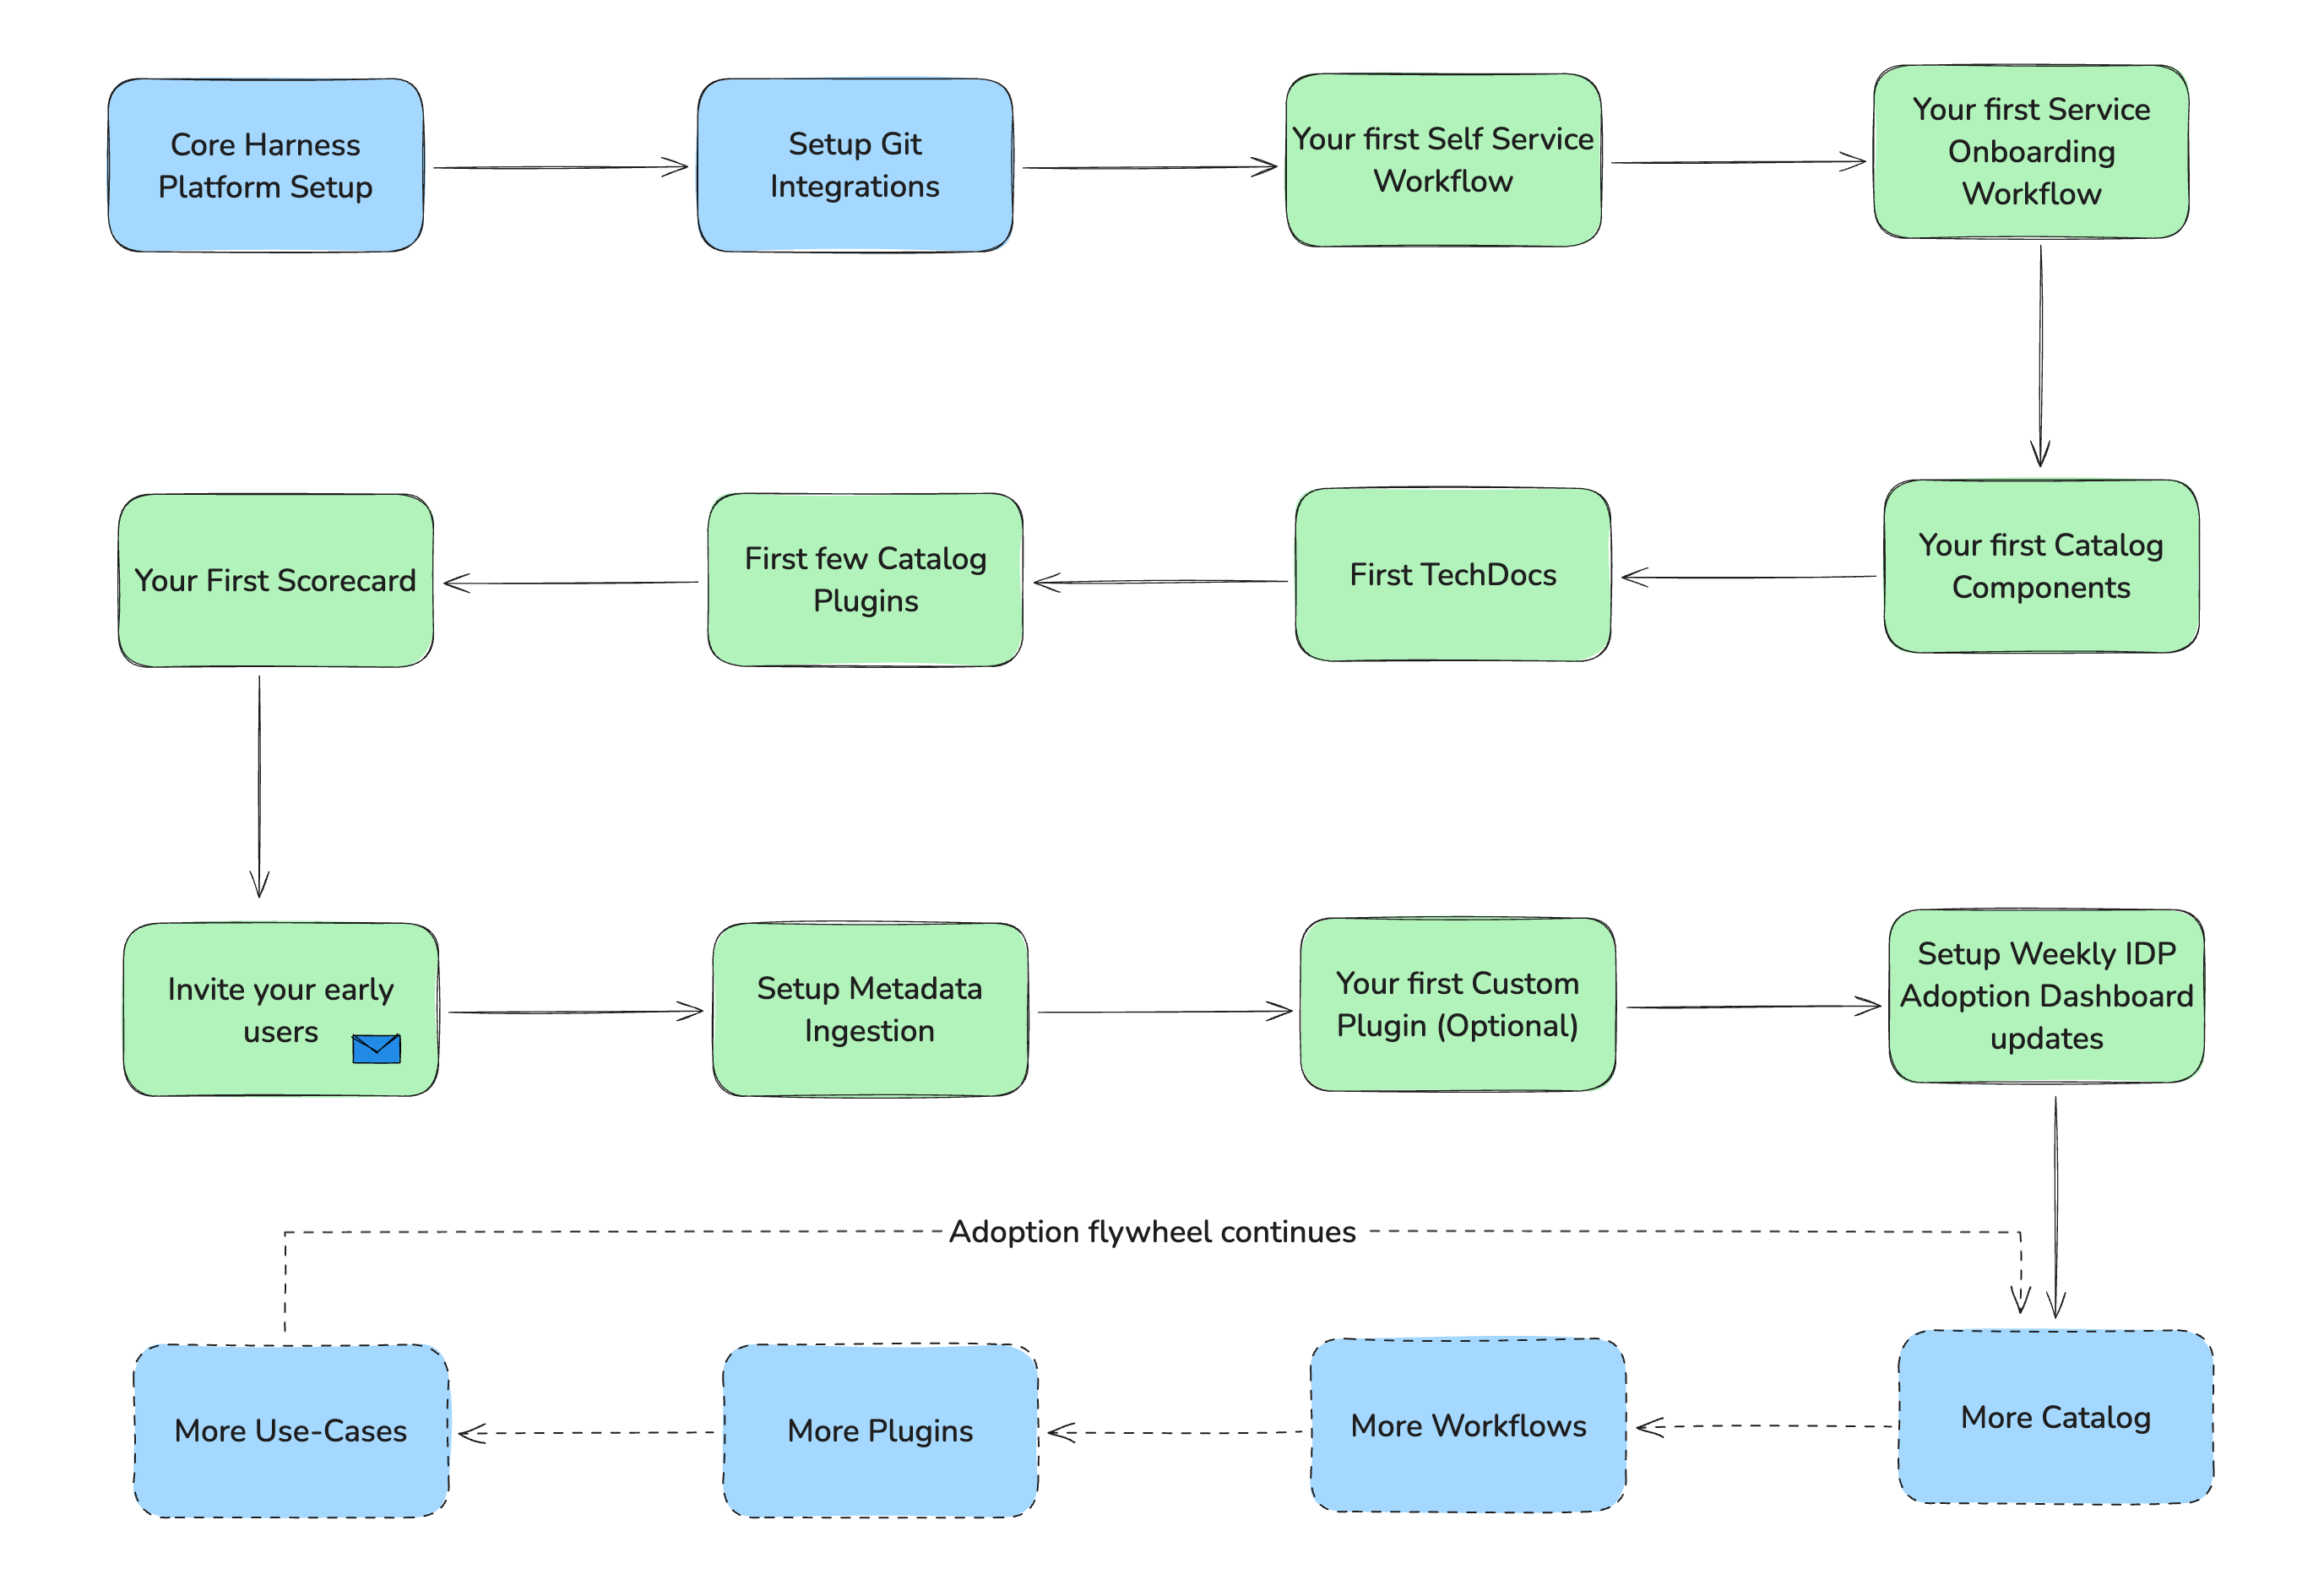 Core Harness
Platform Setup
Setup Git
Integrations
Your first Self Service
Workflow
Your first Service
Onboarding
Workflow
Your First Scorecard
First few Catalog
Plugins
First TechDocs
Your first Catalog
Components
Invite your early
users
Setup Metadata
Ingestion
Your first Custom
Plugin (Optional)
Setup Weekly IDP
Adoption Dashboard
updates
Adoption flywheel continues
More Use-Cases
More Plugins
More Workflows
More Catalog